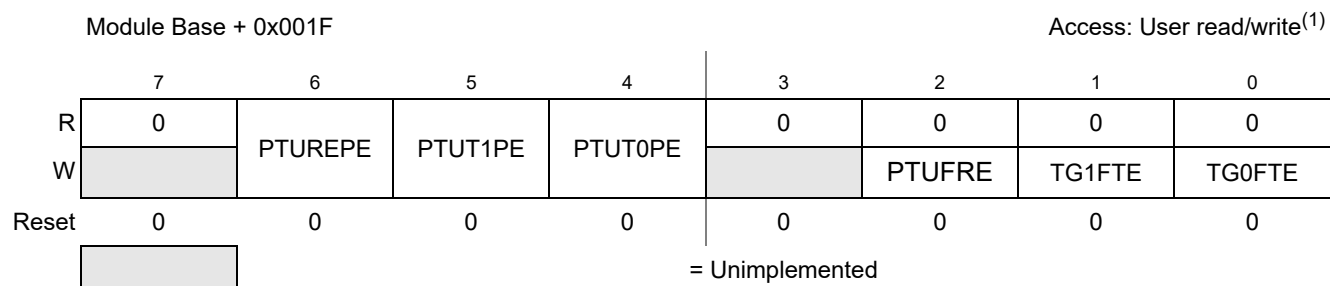 Module Base + 0x001F Access: User read/write(1)
7 6 5 4 3 2 1 0
R 0 PTUREPE PTUT1PE PTUT0PE 0 0 0 0
W PTUFRE TG1FTE TG0FTE
Reset 0 0 0 0 0 0 0 0
= Unimplemented